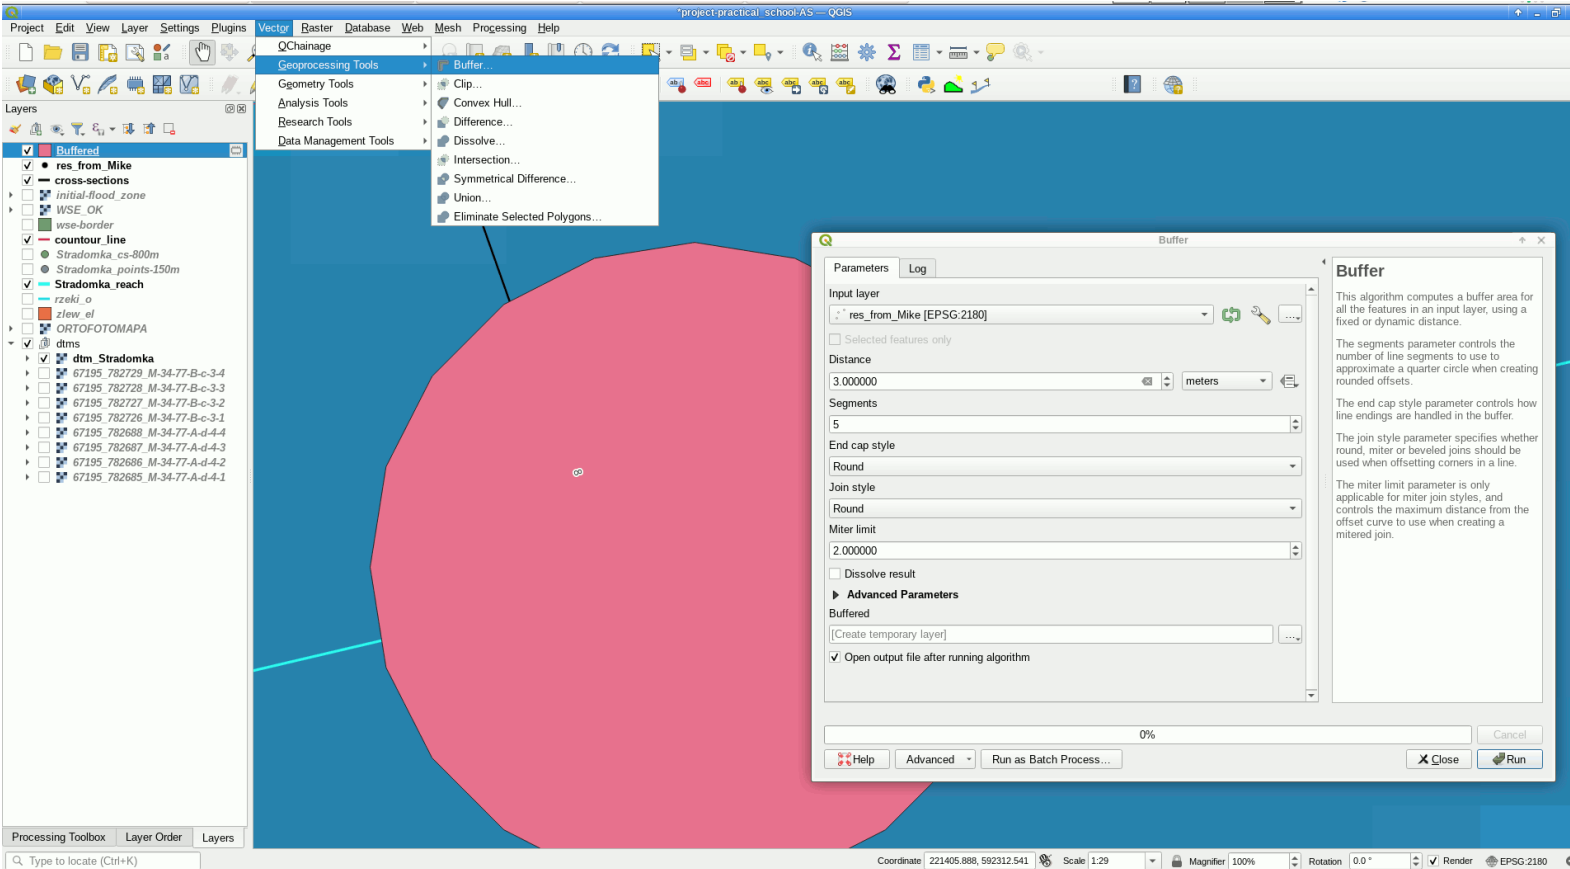 *project-practical_school-AS — QGIS
Project Edit View Layer Settings Plugins Vector Raster Database Web Mesh Processing Help
QChainage
Geoprocessing Tools
Geometry Tools
Analysis Tools
Research Tools
Data Management Tools
Buffer...
Clip...
Convex Hull...
Difference...
Dissolve...
Intersection...
Symmetrical Difference...
Union...
Eliminate Selected Polygons...
Layers
Buffered
res_from_Mike
cross-sections
initial-flood_zone
WSE_OK
wse-border
countour_line
Stradomka_cs-800m
Stradomka_points-150m
Stradomka_reach
rzeki_o
zlew_el
ORTOFOTOMAPA
dtms
dtm_Stradomka
67195_782729_M-34-77-B-c-3-4
67195_782728_M-34-77-B-c-3-3
67195_782727_M-34-77-B-c-3-2
67195_782726_M-34-77-B-c-3-1
67195_782688_M-34-77-A-d-4-4
67195_782687_M-34-77-A-d-4-3
67195_782686_M-34-77-A-d-4-2
67195_782685_M-34-77-A-d-4-1
Processing Toolbox Layer Order Layers
Type to locate (Ctrl+K)
Buffer
Parameters Log
Input layer
res_from_Mike [EPSG:2180]
Selected features only
Distance
3.000000 meters
Segments
5
End cap style
Round
Join style
Round
Miter limit
2.000000
Dissolve result
Advanced Parameters
Buffered
[Create temporary layer]
Open output file after running algorithm
Buffer
This algorithm computes a buffer area for
all the features in an input layer, using a
fixed or dynamic distance.
The segments parameter controls the
number of line segments to use to
approximate a quarter circle when creating
rounded offsets.
The end cap style parameter controls how
line endings are handled in the buffer.
The join style parameter specifies whether
round, miter or beveled joins should be
used when offsetting corners in a line.
The miter limit parameter is only
applicable for miter join styles, and
controls the maximum distance from the
offset curve to use when creating a
mitered join.
0% Cancel
Help Advanced Run as Batch Process... Close Run
Coordinate 221405.888, 592312.541 Scale 1:29 Magnifier 100% Rotation 0.0 ° Render EPSG:2180